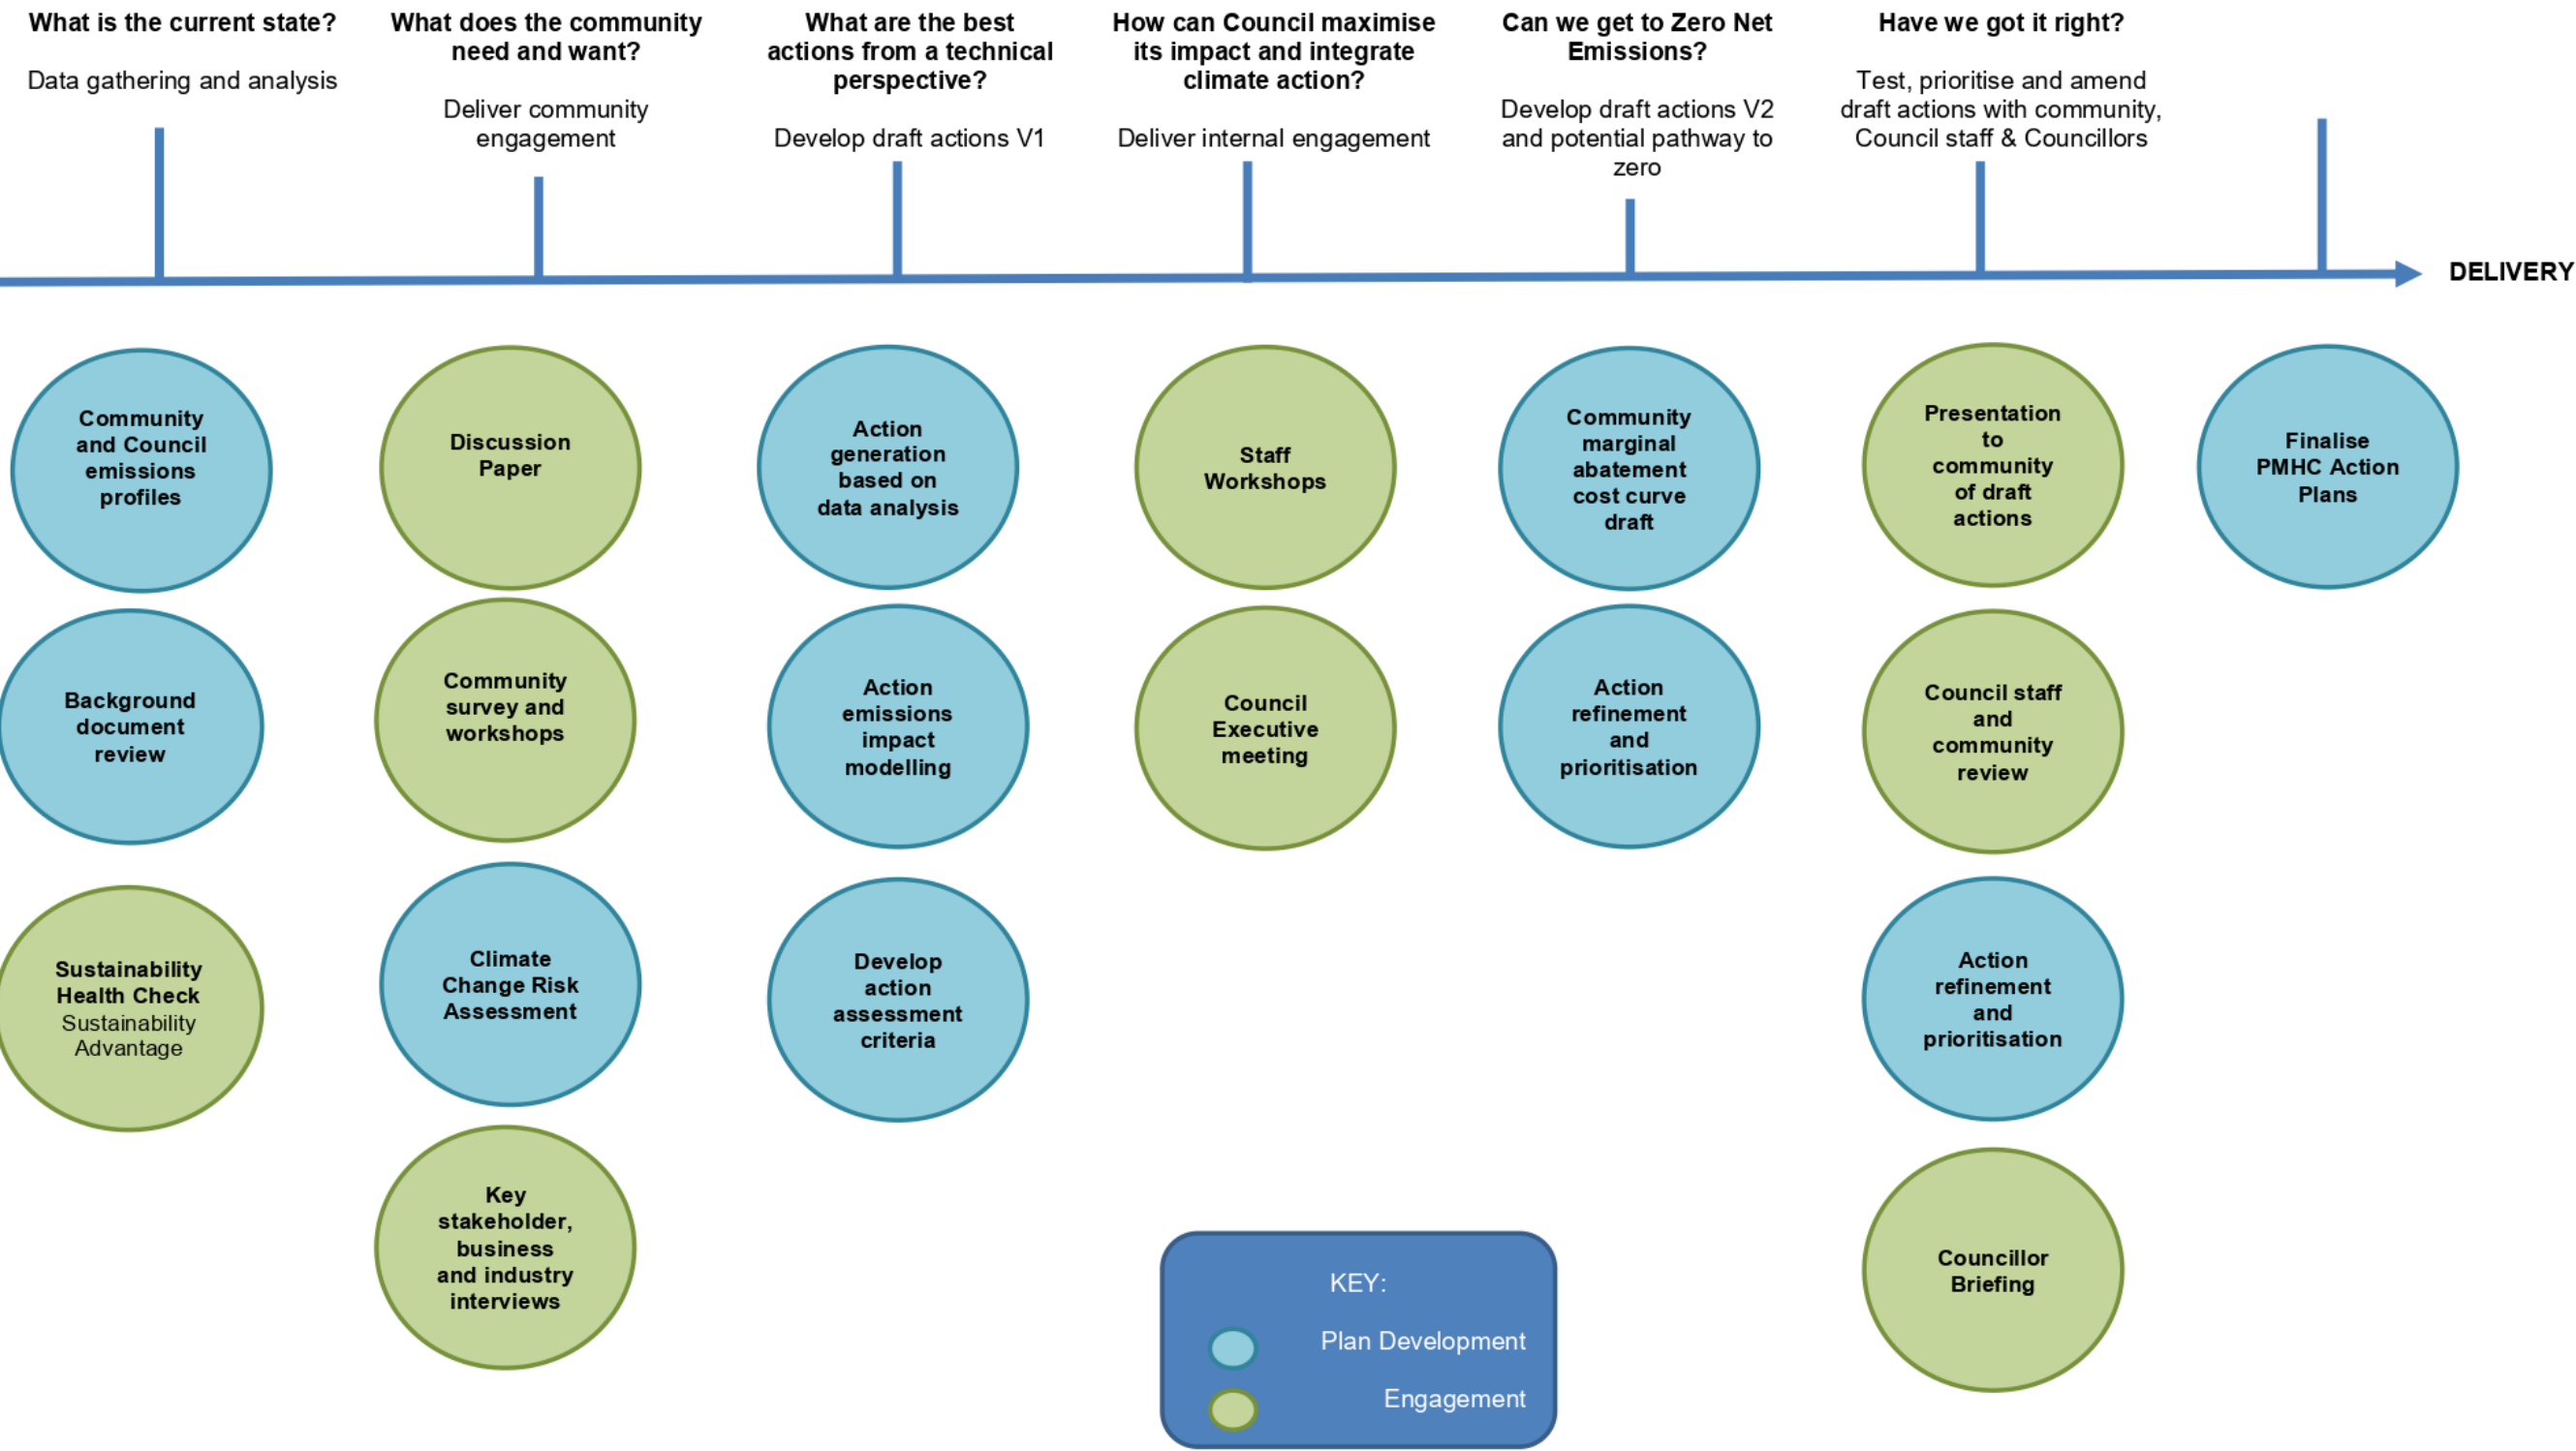 What is the current state?
Data gathering and analysis
What does the community
need and want?
Deliver community
engagement
What are the best
actions from a technical
perspective?
Develop draft actions V1
How can Council maximise
its impact and integrate
climate action?
Deliver internal engagement
Can we get to Zero Net
Emissions?
Develop draft actions V2
and potential pathway to
zero
Have we got it right?
Test, prioritise and amend
draft actions with community,
Council staff & Councillors
DELIVERY
Community
and Council
emissions
profiles
Background
document
review
Sustainability
Health Check
Sustainability
Advantage
Discussion
Paper
Community
survey and
workshops
Climate
Change Risk
Assessment
Key
stakeholder,
business
and industry
interviews
Action
generation
based on
data analysis
Action
emissions
impact
modelling
Develop
action
assessment
criteria
Staff
Workshops
Council
Executive
meeting
Community
marginal
abatement
cost curve
draft
Action
refinement
and
prioritisation
Presentation
to
community
of draft
actions
Council staff
and
community
review
Action
refinement
and
prioritisation
Councillor
Briefing
Finalise
PMHC Action
Plans
KEY:
Plan Development
Engagement